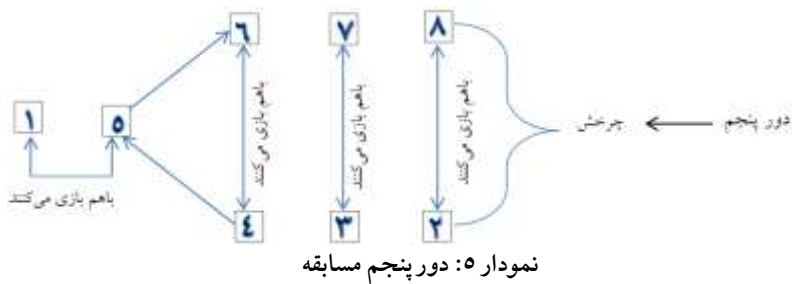 ۸ ۷ ۶
باهم بازی می‌کنند
باهم بازی می‌کنند
باهم بازی می‌کنند
دور پنجم
چرخش
۵ ۱
باهم بازی می‌کنند
۲ ۳ ٤
نمودار ۵: دور پنجم مسابقه